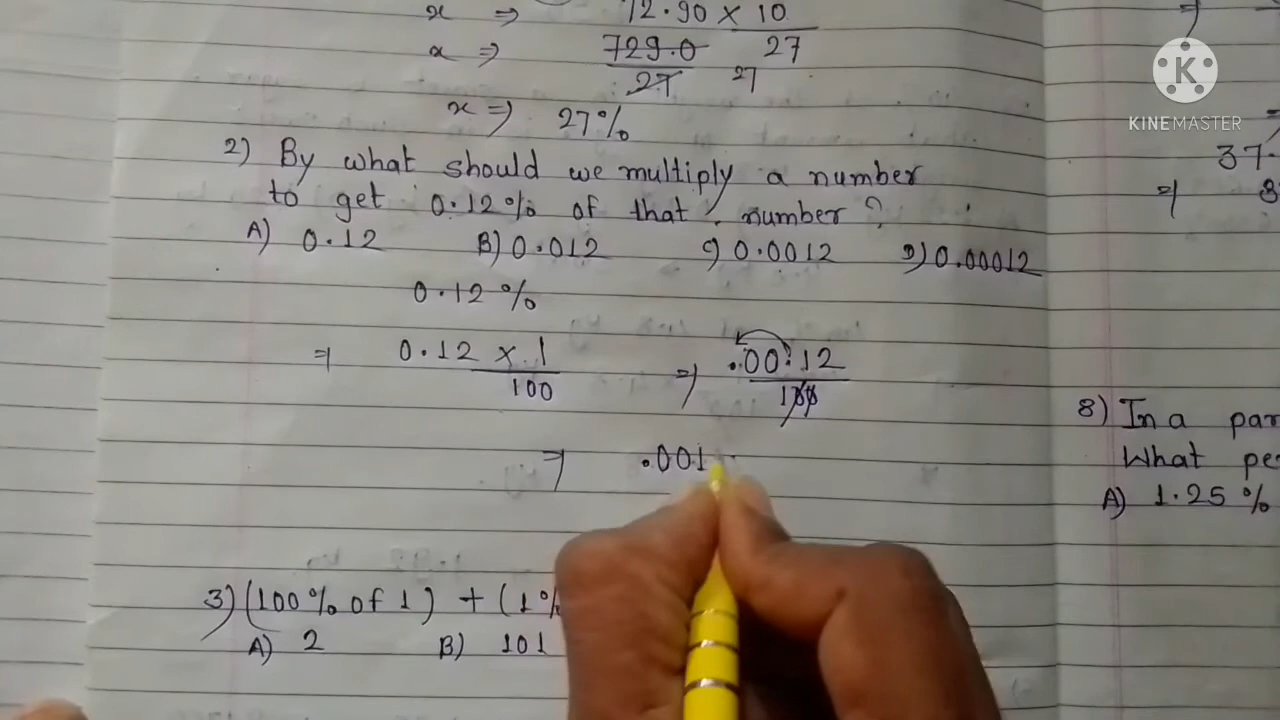 x ⇒ 72.90 × 10
x ⇒ 729.0 27
27 27
x ⇒ 27%
2) By what should we multiply a number
to get 0.12% of that number?
A) 0.12 B) 0.012 C) 0.0012 D) 0.00012
0.12%
⇒ 0.12 × 1 ⇒ .00.12
100 100
⇒ .001
3) (100% of 1) + (1%
A) 2 B) 101
K
KINEMASTER
37.
⇒ 8
8) In a par
What pe
A) 1.25%